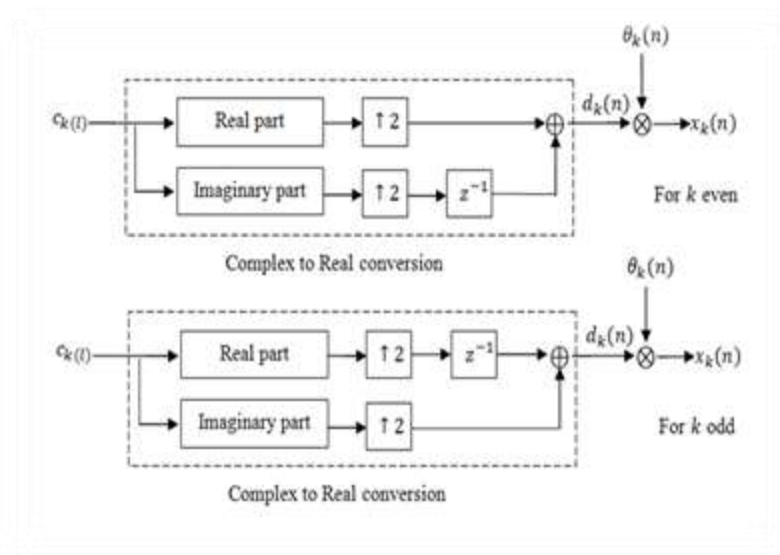 θₖ(n)
cₖ₍ₗ₎ Real part ↑2 ⊕ dₖ(n) ⊗ xₖ(n)
Imaginary part ↑2 z⁻¹ For k even
Complex to Real conversion
θₖ(n)
cₖ₍ₗ₎ Real part ↑2 z⁻¹ ⊕ dₖ(n) ⊗ xₖ(n)
Imaginary part ↑2 For k odd
Complex to Real conversion